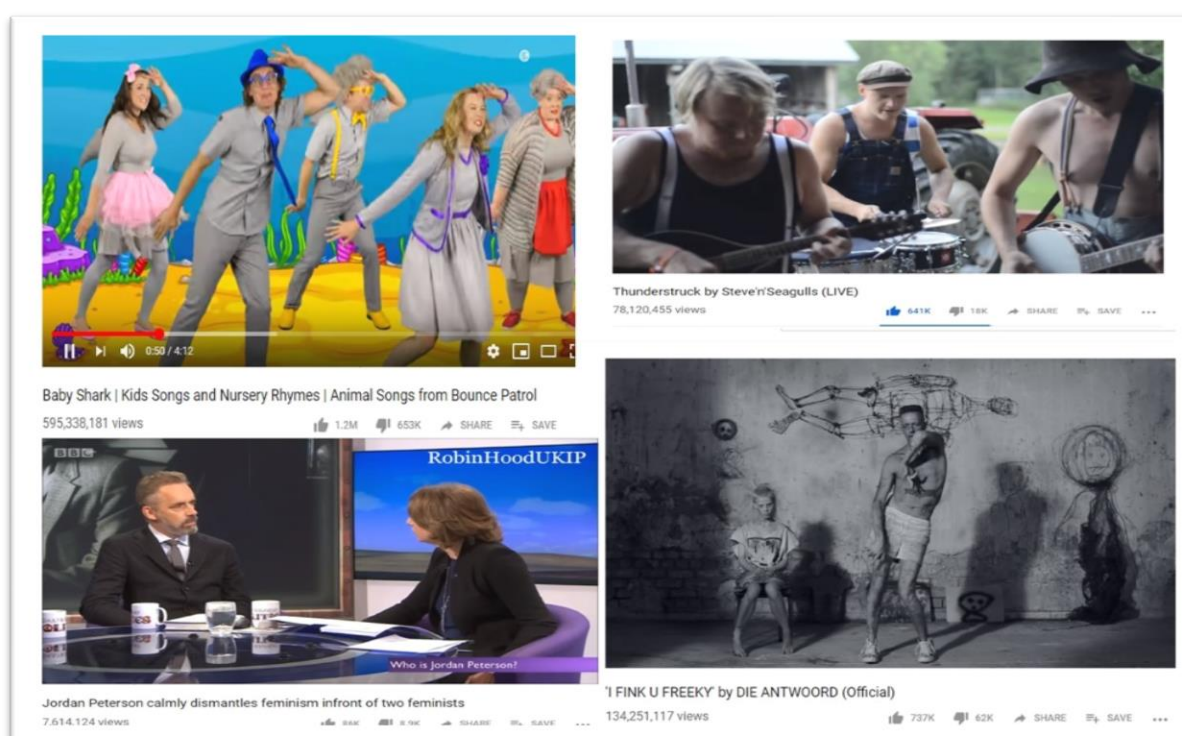 0:50 / 4:12
Baby Shark | Kids Songs and Nursery Rhymes | Animal Songs from Bounce Patrol
595,338,181 views 1.2M 653K SHARE SAVE
Thunderstruck by Steve'n'Seagulls (LIVE)
78,120,455 views 641K 18K SHARE SAVE
BBC
RobinHoodUKIP
Who is Jordan Peterson?
Jordan Peterson calmly dismantles feminism infront of two feminists
7,614,124 views 86K 8.9K SHARE SAVE
'I FINK U FREEKY' by DIE ANTWOORD (Official)
134,251,117 views 737K 62K SHARE SAVE